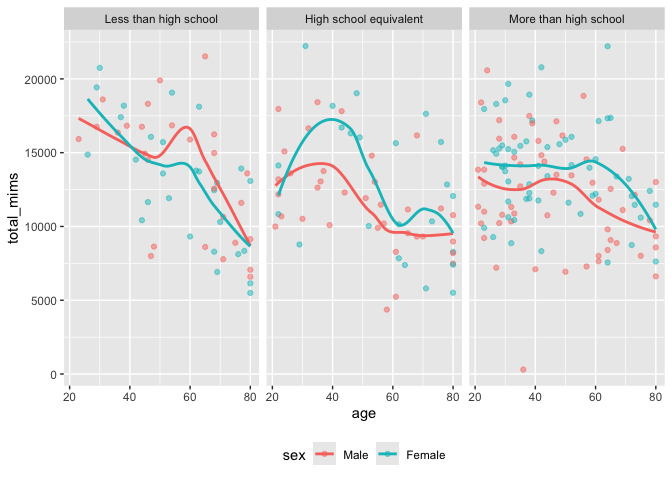 Less than high school
High school equivalent
More than high school
20000
15000
10000
5000
0
total_mims
20 40 60 80 20 40 60 80 20 40 60 80
age
sex Male Female